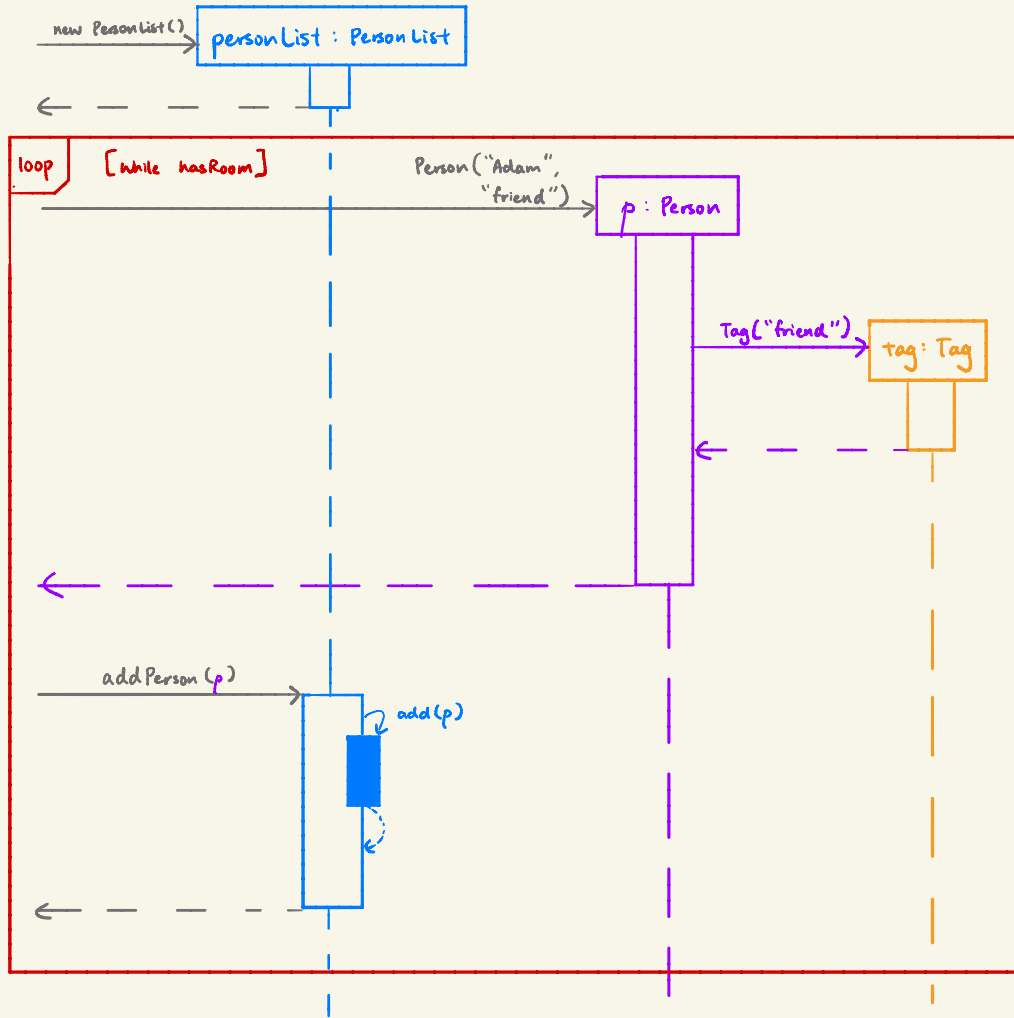 new PersonList()
personList : PersonList
loop
[while hasRoom]
Person("Adam",
"friend")
p : Person
Tag("friend")
tag : Tag
addPerson(p)
add(p)